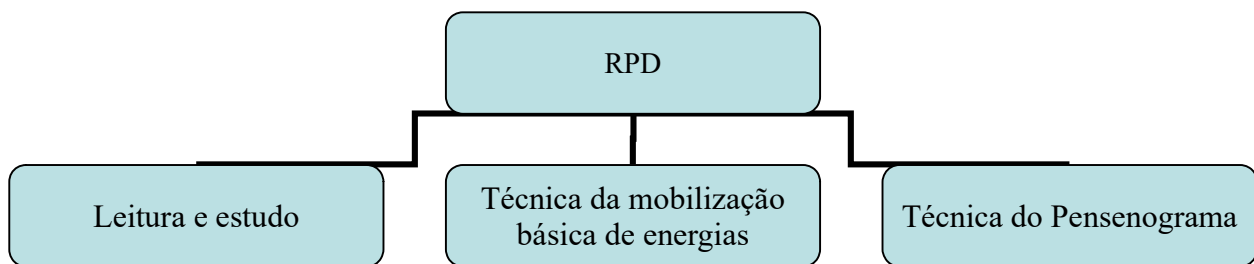 RPD
Leitura e estudo
Técnica da mobilização
básica de energias
Técnica do Pensenograma